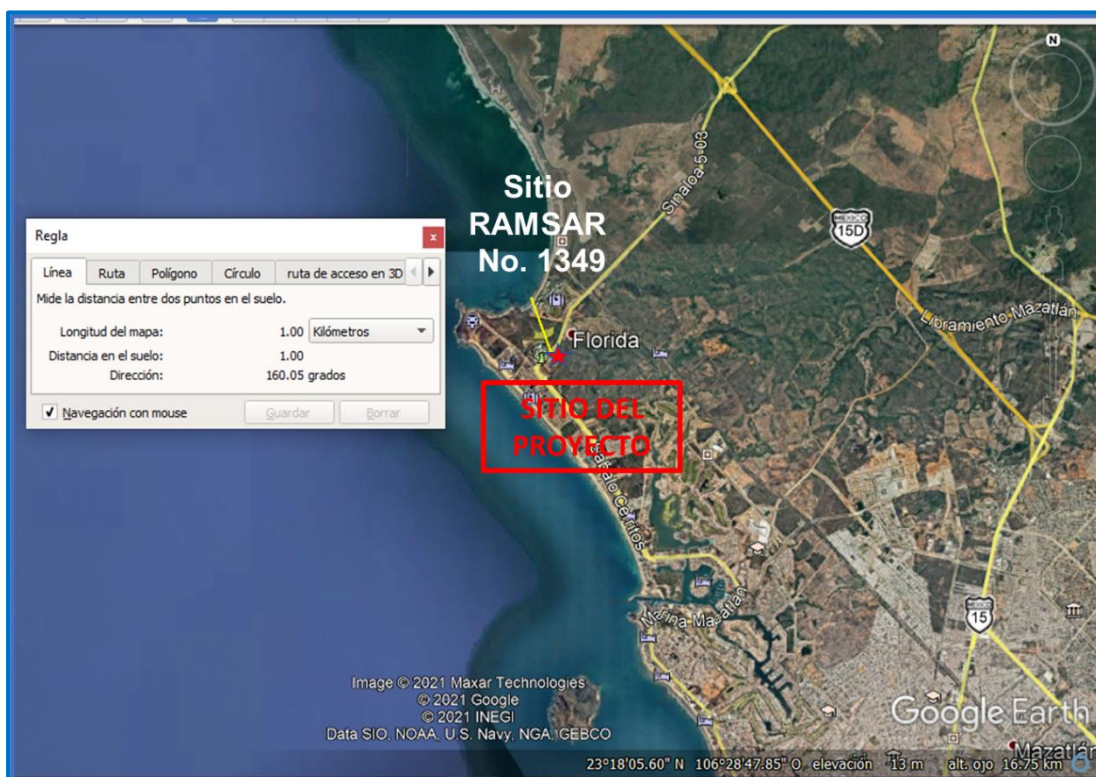 N
Sinaloa 5-03
Sitio
RAMSAR
No. 1349
MEXICO
15D
Libramiento Mazatlán
Florida
Regla
x
Línea Ruta Polígono Círculo ruta de acceso en 3D
Mide la distancia entre dos puntos en el suelo.
Longitud del mapa: 1.00 Kilómetros
Distancia en el suelo: 1.00
Dirección: 160.05 grados
Navegación con mouse Guardar Borrar
SITIO DEL
PROYECTO
Sábalo Cerritos
Marina Mazatlán
MEXICO
15
Image © 2021 Maxar Technologies
© 2021 Google
© 2021 INEGI
Data SIO, NOAA, U.S. Navy, NGA, GEBCO
Google Earth
Mazatlán
23°18'05.60" N 106°28'47.85" O elevación 13 m alt. ojo 16.75 km